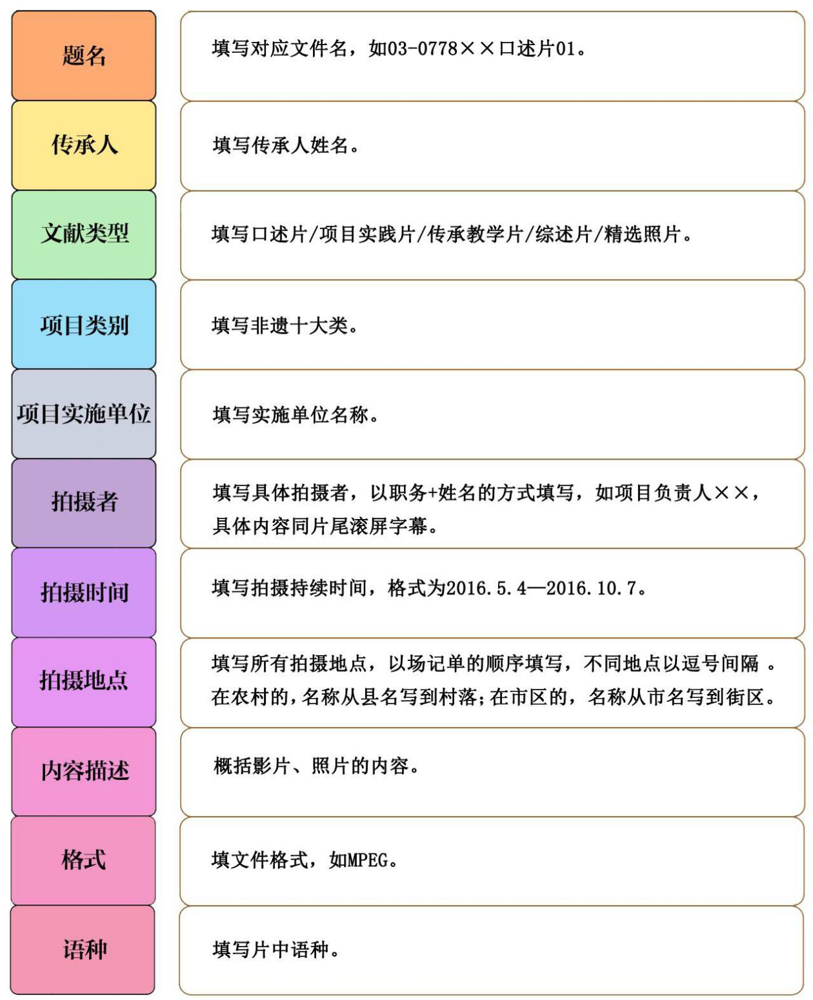 题名
填写对应文件名，如03-0778××口述片01。
传承人
填写传承人姓名。
文献类型
填写口述片/项目实践片/传承教学片/综述片/精选照片。
项目类别
填写非遗十大类。
项目实施单位
填写实施单位名称。
拍摄者
填写具体拍摄者，以职务+姓名的方式填写，如项目负责人××，
具体内容同片尾滚屏字幕。
拍摄时间
填写拍摄持续时间，格式为2016.5.4—2016.10.7。
拍摄地点
填写所有拍摄地点，以场记单的顺序填写，不同地点以逗号间隔 。
在农村的，名称从县名写到村落；在市区的，名称从市名写到街区。
内容描述
概括影片、照片的内容。
格式
填文件格式，如MPEG。
语种
填写片中语种。